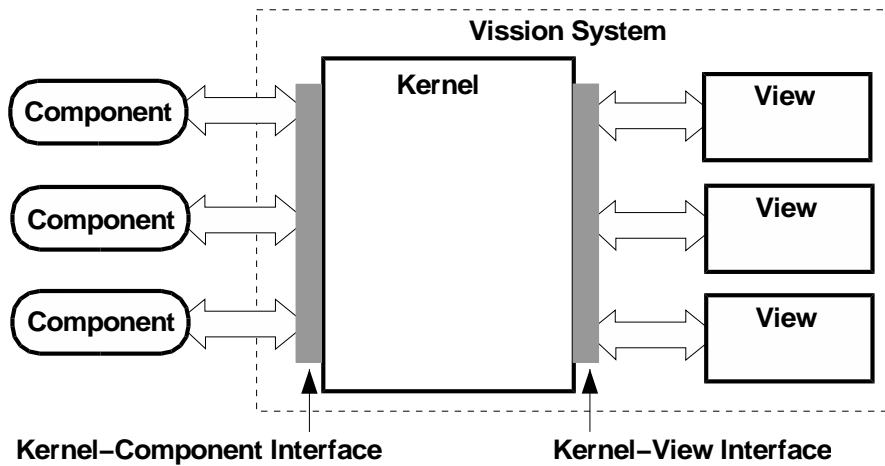 Vission System
Kernel
Component
View
Component
View
Component
View
Kernel–Component Interface
Kernel–View Interface